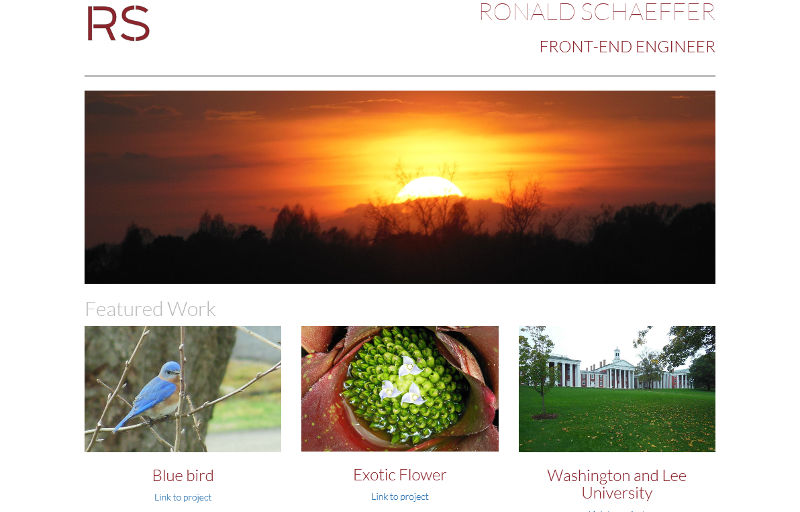 RS
RONALD SCHAEFFER
FRONT-END ENGINEER
Featured Work
Blue bird
Link to project
Exotic Flower
Link to project
Washington and Lee
University